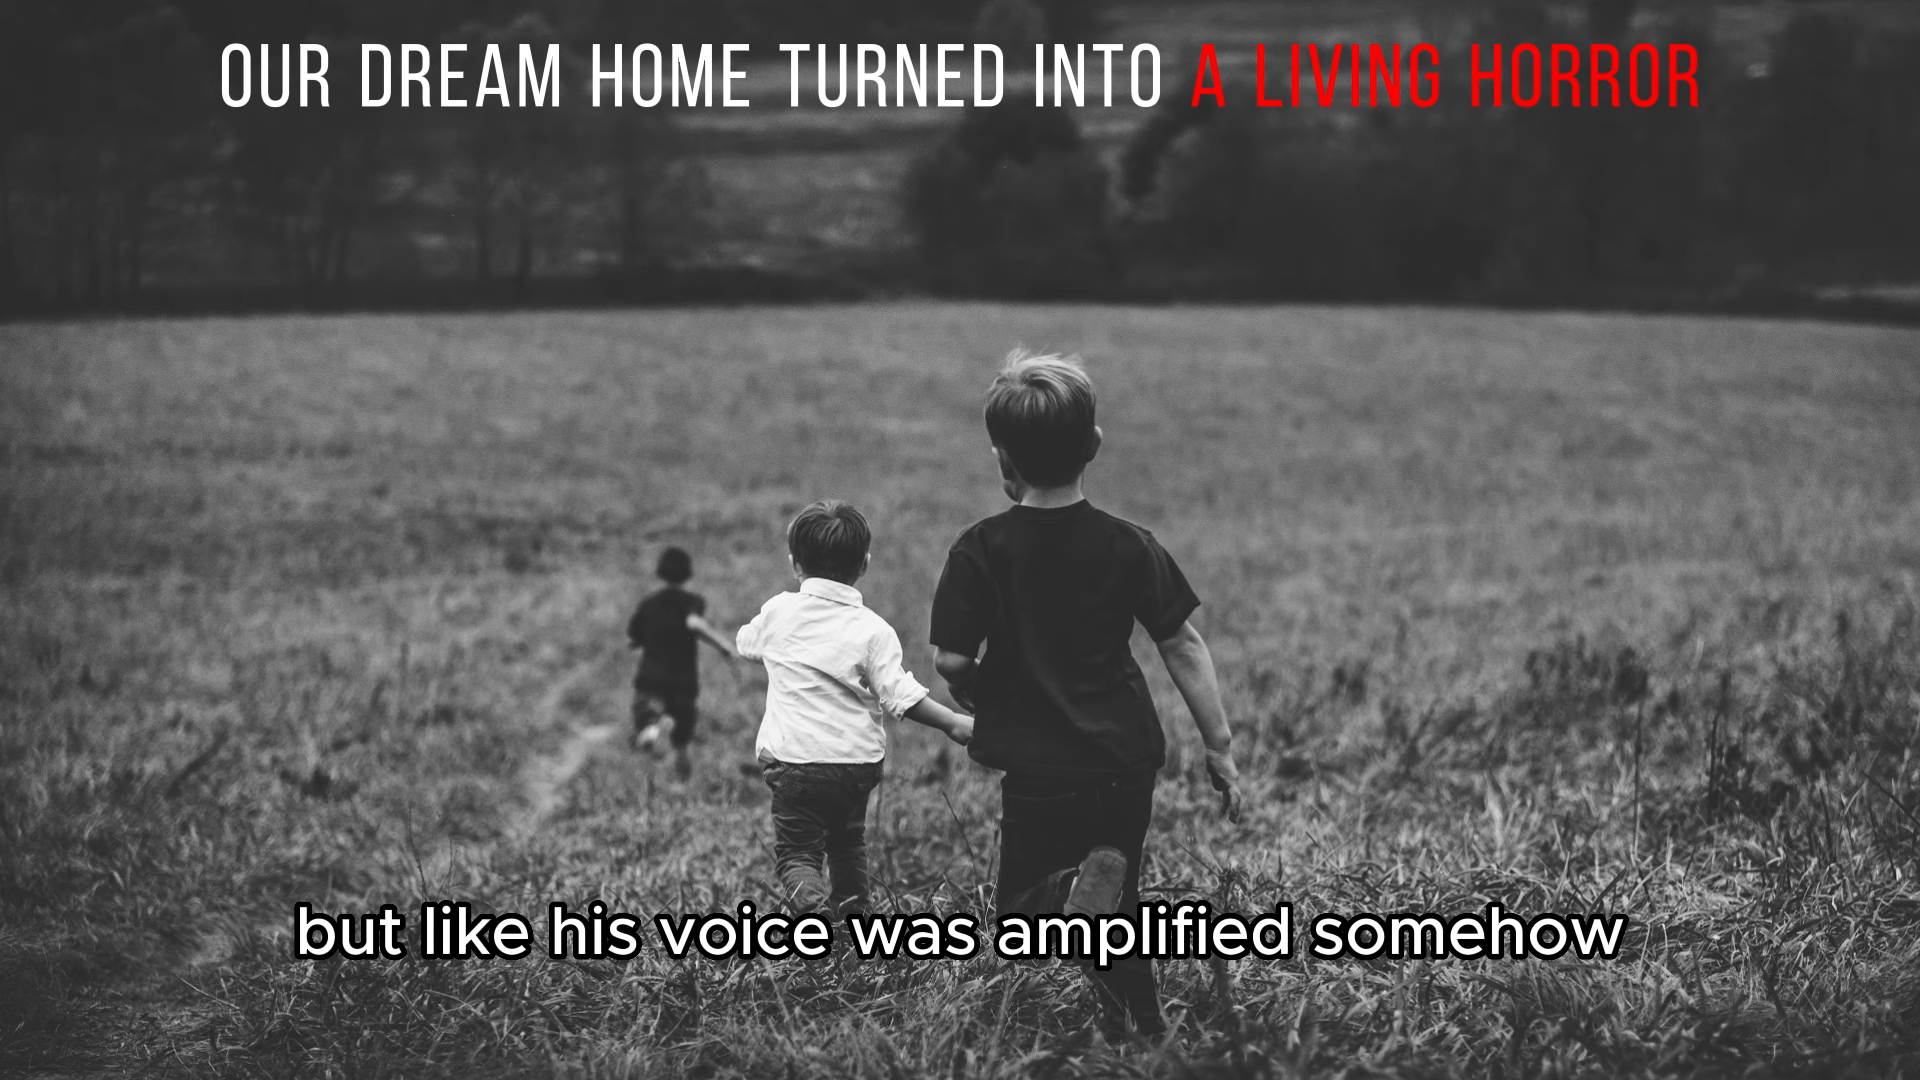 OUR DREAM HOME TURNED INTO A LIVING HORROR
but like his voice was amplified somehow